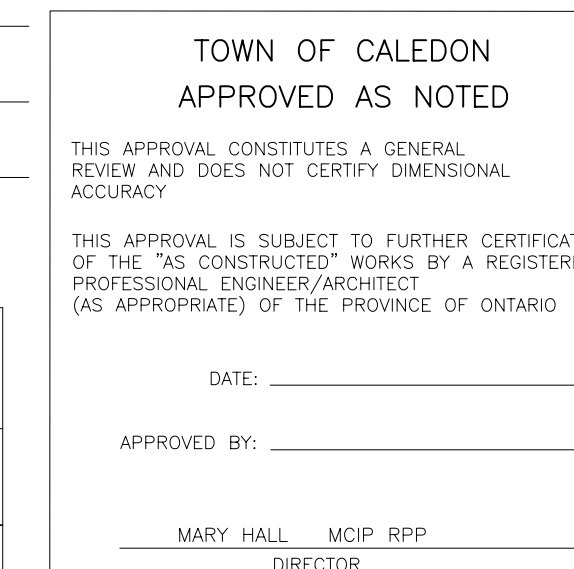 TOWN OF CALEDON
APPROVED AS NOTED
THIS APPROVAL CONSTITUTES A GENERAL
REVIEW AND DOES NOT CERTIFY DIMENSIONAL
ACCURACY
THIS APPROVAL IS SUBJECT TO FURTHER
OF THE "AS CONSTRUCTED" WORKS BY A
PROFESSIONAL ENGINEER/ARCHITECT
(AS APPROPRIATE) OF THE PROVINCE OF ONTARIO
DATE:
APPROVED BY:
MARY HALL MCIP RPP
DIRECTOR